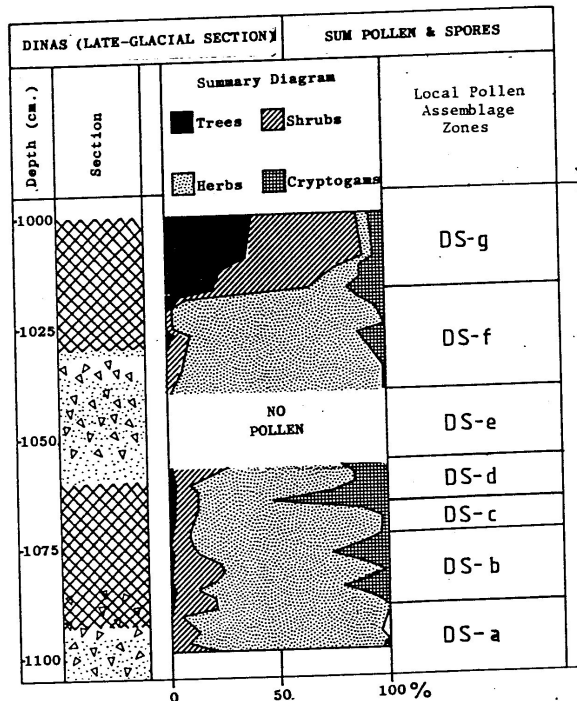 DINAS (LATE-GLACIAL SECTION) SUM POLLEN & SPORES
Depth (cm.)
Section
Summary Diagram
Trees Shrubs
Herbs Cryptogams
Local Pollen
Assemblage
Zones
1000
1025
1050
1075
1100
NO
POLLEN
DS-g
DS-f
DS-e
DS-d
DS-c
DS-b
DS-a
0 50 100 %